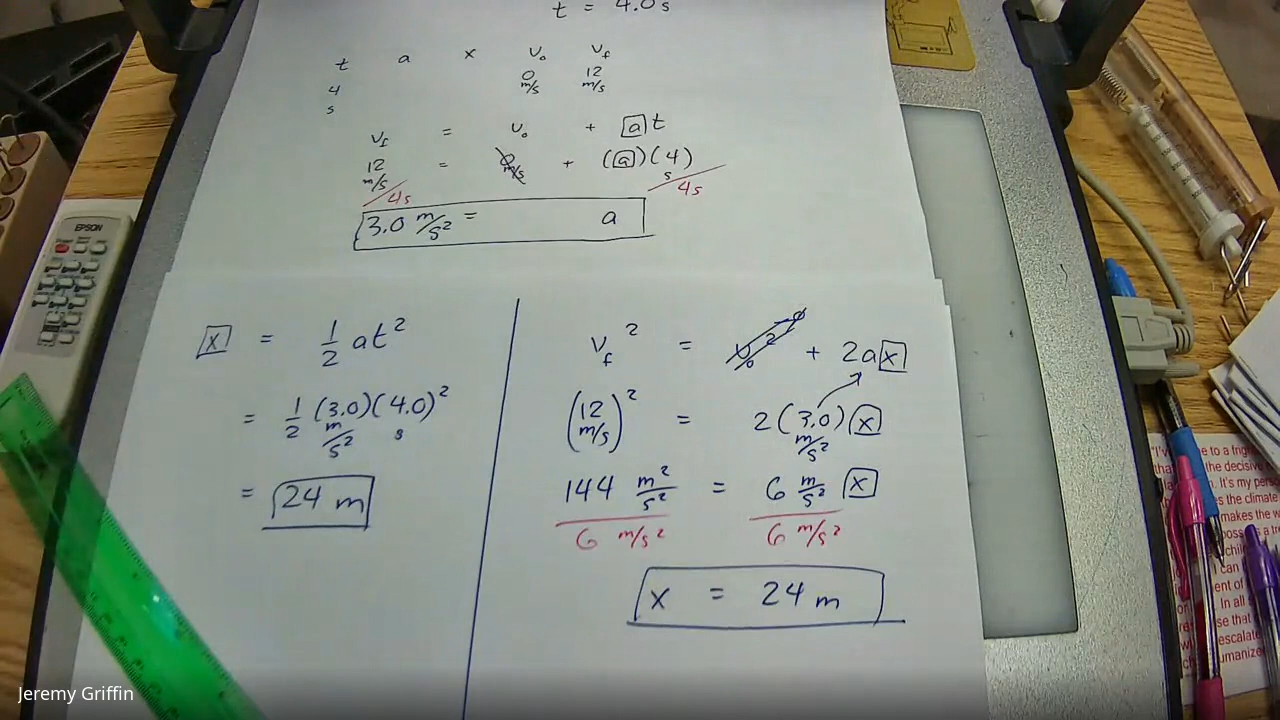 t = 4.0 s
t a x v₀ v_f
4 s 0 m/s 12 m/s
v_f = v₀ + a t
12 m/s = 0 m/s + (a)(4 s)
/4s /4s
3.0 m/s² = a
x = 1/2 at²
= 1/2 (3.0 m/s²)(4.0 s)²
= 24 m
v_f² = v₀² 0 + 2ax
(12 m/s)² = 2(3.0 m/s²)x
144 m²/s² = 6 m/s² x
6 m/s² 6 m/s²
x = 24 m
EPSON
Jeremy Griffin